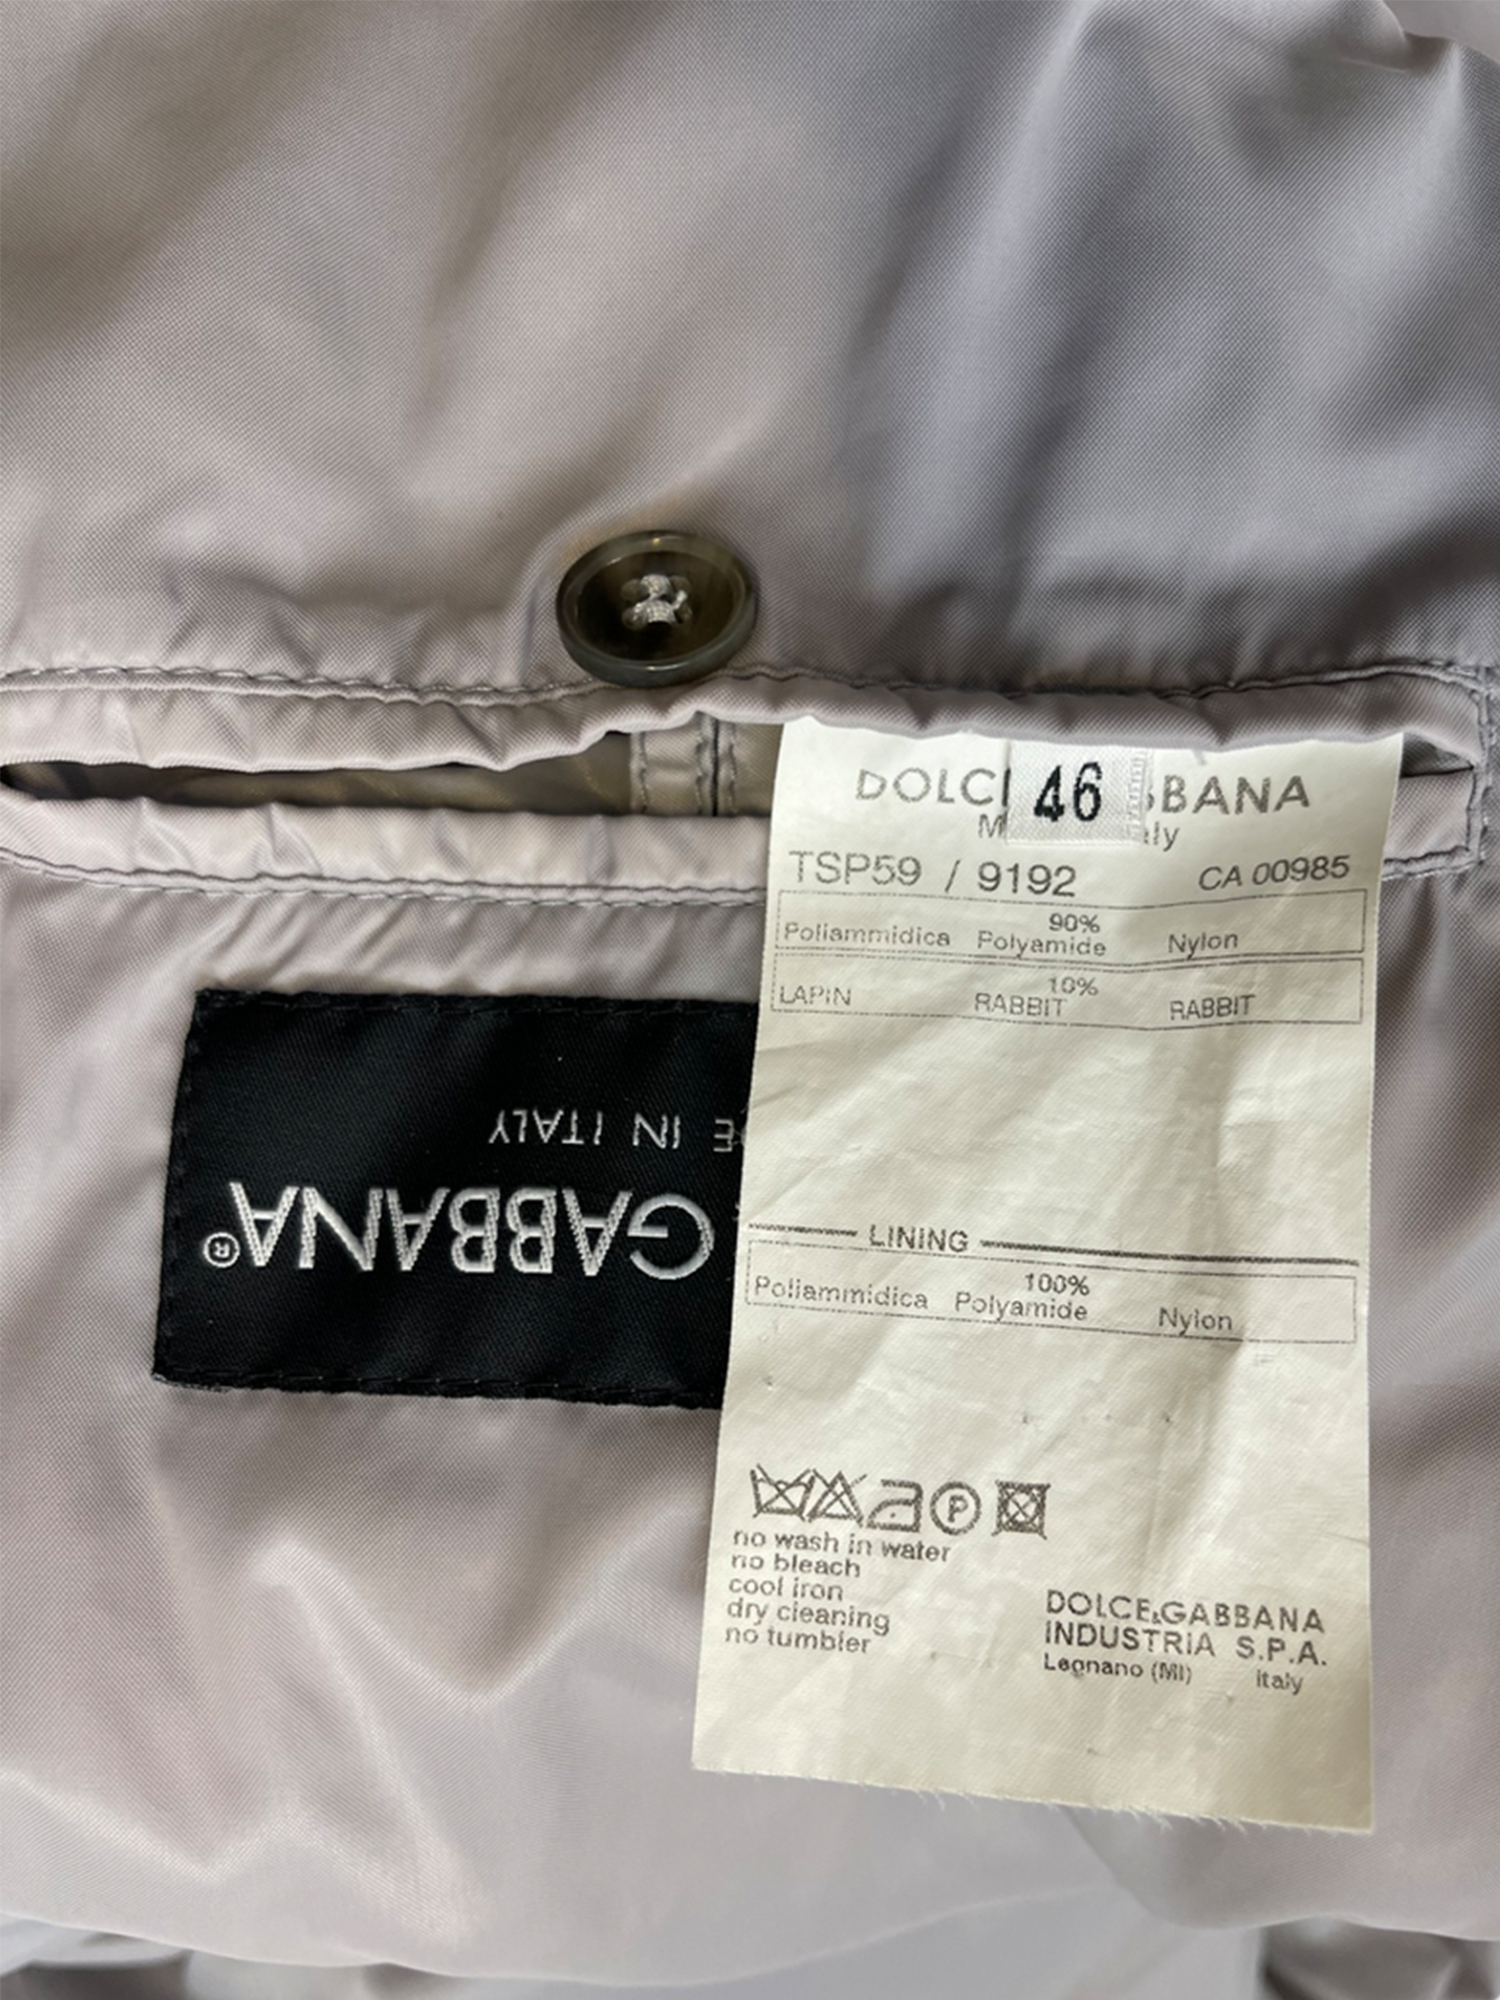 46
DOLC BBANA
TSP59 / 9192 CA 00985
90%
Poliammidica Polyamide Nylon
10%
LAPIN RABBIT RABBIT
LINING
100%
Poliammidica Polyamide Nylon
P
no wash in water
no bleach
cool iron
dry cleaning
no tumbler
DOLCE&GABBANA
INDUSTRIA S.P.A.
Legnano (MI) italy
GABBANA®
E IN ITALY